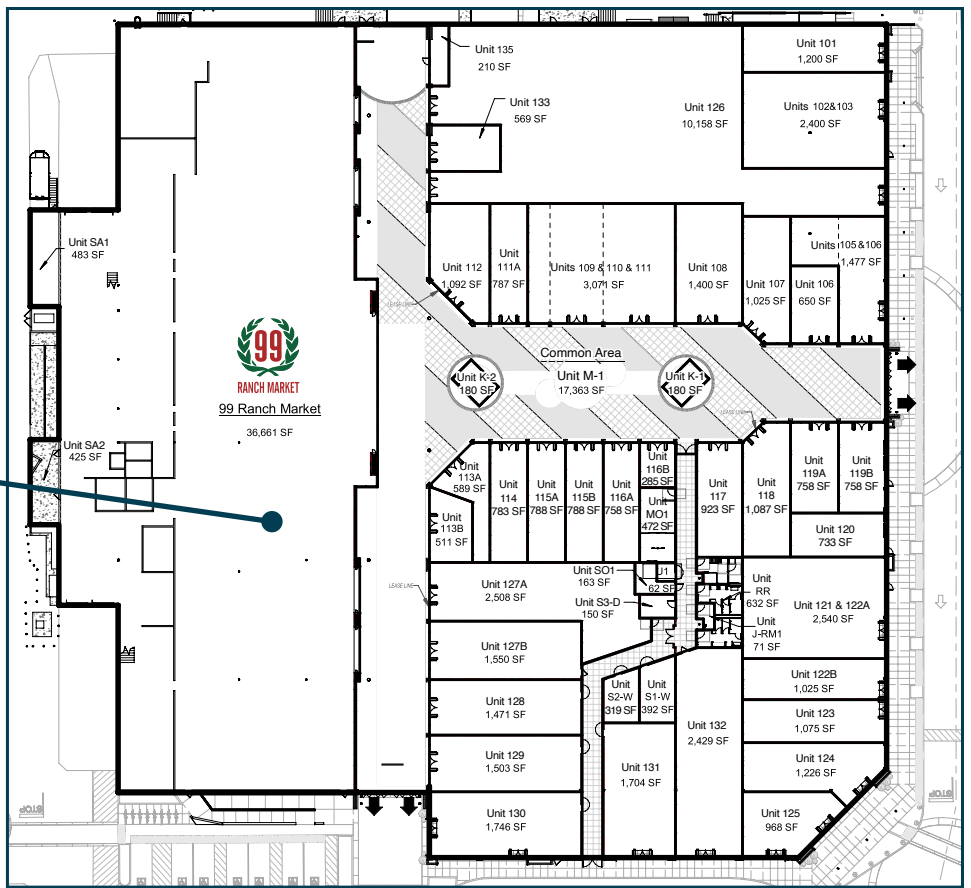 Unit 135
210 SF
Unit 133
569 SF
Unit 126
10,158 SF
Unit 101
1,200 SF
Units 102&103
2,400 SF
Unit SA1
483 SF
Unit 112
1,092 SF
Unit
111A
787 SF
Units 109 & 110 & 111
3,071 SF
Unit 108
1,400 SF
Unit 107
1,025 SF
Units 105 & 106
1,477 SF
Unit 106
650 SF
LEASE LINE
99
RANCH MARKET
99 Ranch Market
36,661 SF
Common Area
Unit M-1
17,363 SF
Unit K-2
180 SF
Unit K-1
180 SF
LEASE LINE
Unit SA2
425 SF
Unit
113A
589 SF
Unit
113B
511 SF
Unit
114
783 SF
Unit
115A
788 SF
Unit
115B
788 SF
Unit
116A
758 SF
Unit
116B
285 SF
Unit
MO1
472 SF
Unit
117
923 SF
Unit
118
1,087 SF
Unit
119A
758 SF
Unit
119B
758 SF
Unit 120
733 SF
LEASE LINE
Unit 127A
2,508 SF
Unit SO1
163 SF
U1
62 SF
Unit S3-D
150 SF
Unit
RR
632 SF
Unit
J-RM1
71 SF
Unit 121 & 122A
2,540 SF
Unit 127B
1,550 SF
Unit 128
1,471 SF
Unit
S2-W
319 SF
Unit
S1-W
392 SF
Unit 132
2,429 SF
Unit 122B
1,025 SF
Unit 123
1,075 SF
Unit 129
1,503 SF
Unit 131
1,704 SF
Unit 124
1,226 SF
Unit 130
1,746 SF
Unit 125
968 SF
STOP
STOP